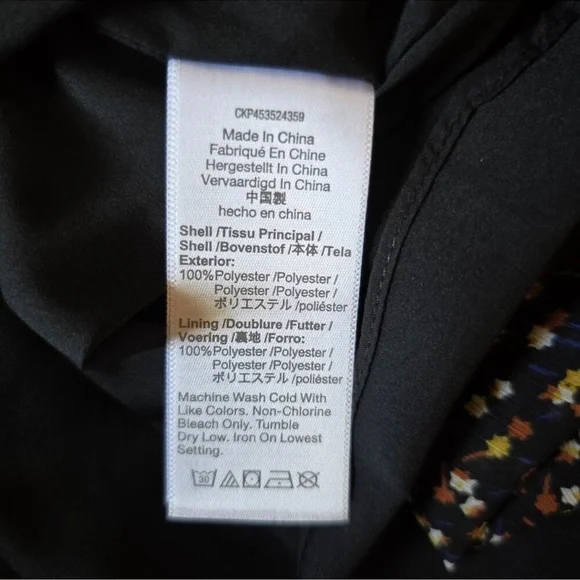 CKP453524359
Made In China
Fabriqué En Chine
Hergestellt In China
Vervaardigd In China
中国製
hecho en china
Shell /Tissu Principal /
Shell /Bovenstof /本体 /Tela
Exterior:
100%Polyester /Polyester /
Polyester /Polyester /
ポリエステル /poliéster
Lining /Doublure /Futter /
Voering /裏地 /Forro:
100%Polyester /Polyester /
Polyester /Polyester /
ポリエステル /poliéster
Machine Wash Cold With
Like Colors. Non-Chlorine
Bleach Only. Tumble
Dry Low. Iron On Lowest
Setting.
30